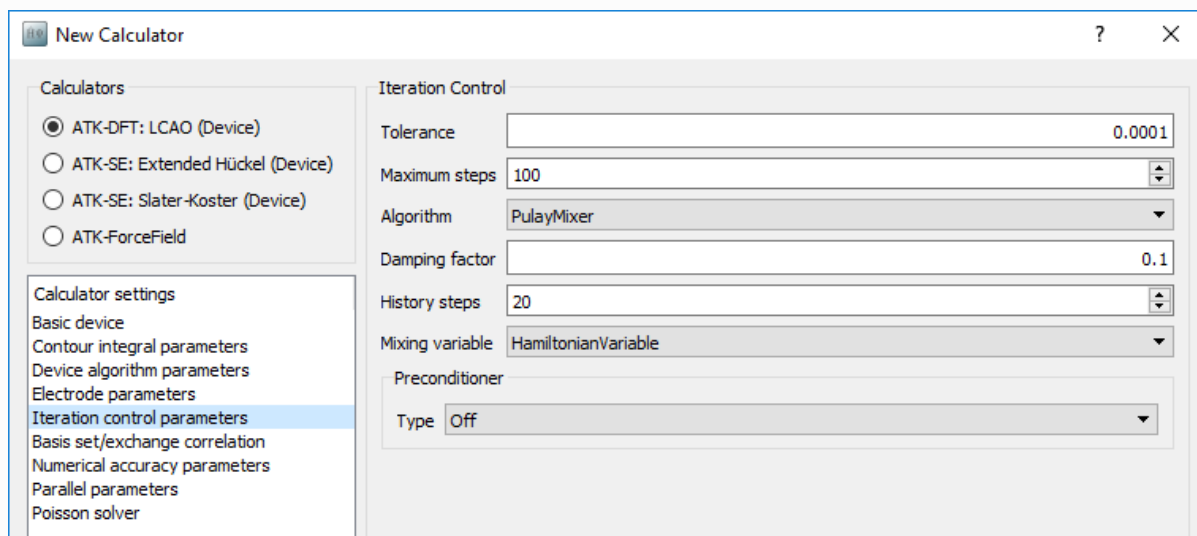 New Calculator
?
Calculators
ATK-DFT: LCAO (Device)
ATK-SE: Extended Hückel (Device)
ATK-SE: Slater-Koster (Device)
ATK-ForceField
Calculator settings
Basic device
Contour integral parameters
Device algorithm parameters
Electrode parameters
Iteration control parameters
Basis set/exchange correlation
Numerical accuracy parameters
Parallel parameters
Poisson solver
Iteration Control
Tolerance 0.0001
Maximum steps 100
Algorithm PulayMixer
Damping factor 0.1
History steps 20
Mixing variable HamiltonianVariable
Preconditioner
Type Off